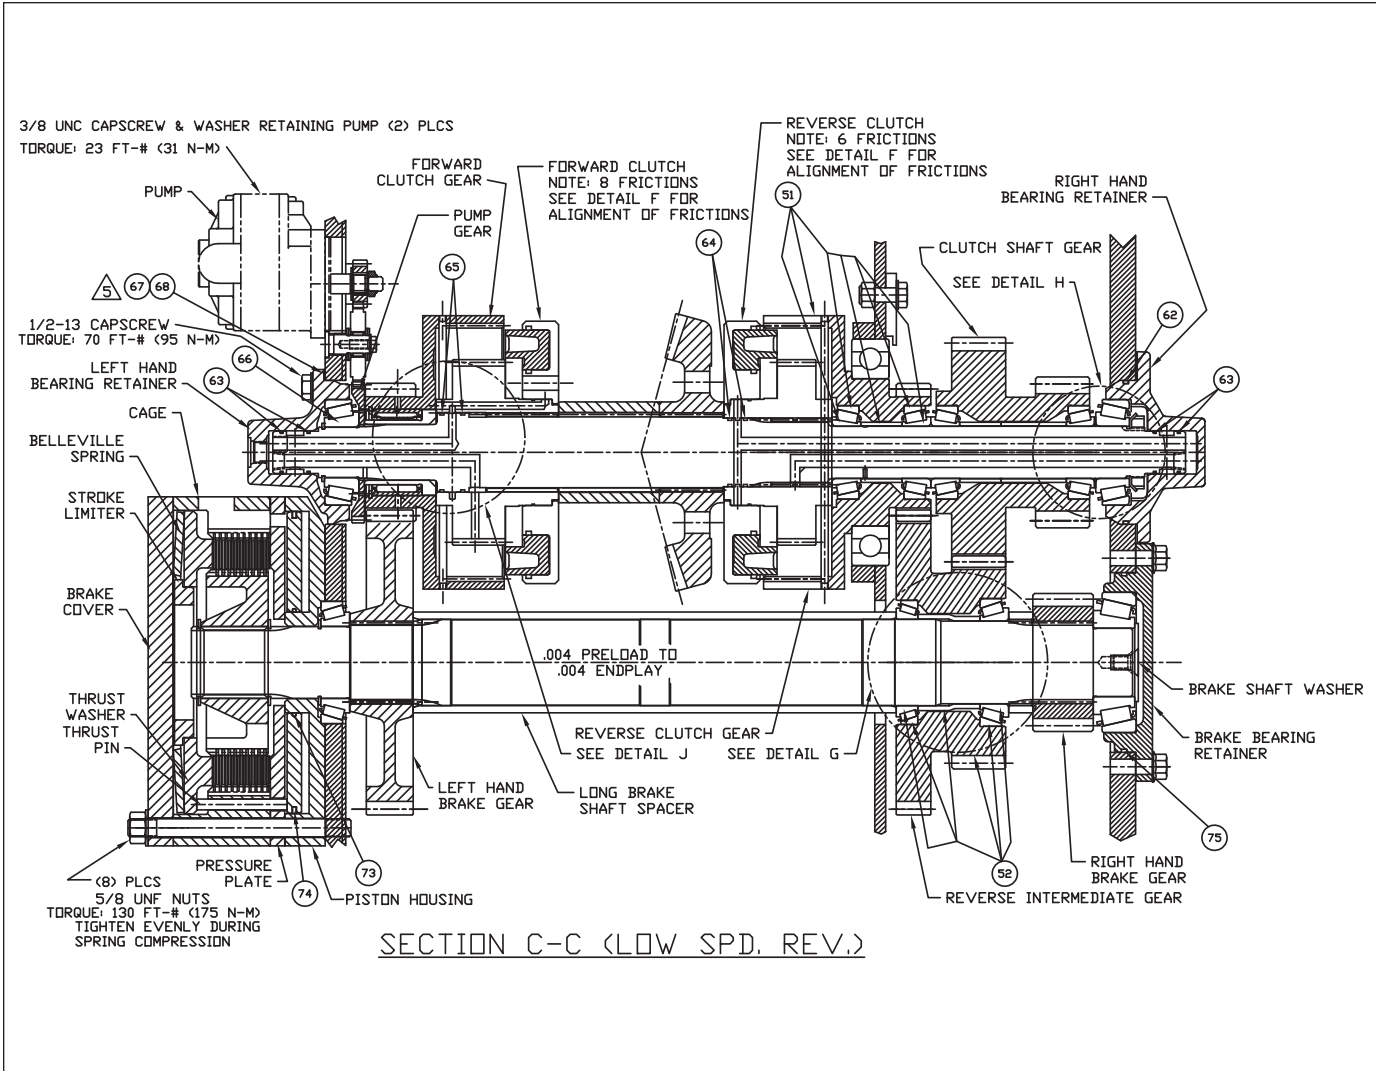 3/8 UNC CAPSCREW & WASHER RETAINING PUMP (2) PLCS
TORQUE: 23 FT-# (31 N-M)
PUMP
FORWARD
CLUTCH GEAR
PUMP
GEAR
FORWARD CLUTCH
NOTE: 8 FRICTIONS
SEE DETAIL F FOR
ALIGNMENT OF FRICTIONS
REVERSE CLUTCH
NOTE: 6 FRICTIONS
SEE DETAIL F FOR
ALIGNMENT OF FRICTIONS
51
RIGHT HAND
BEARING RETAINER
CLUTCH SHAFT GEAR
SEE DETAIL H
64
65
5
67
68
62
1/2-13 CAPSCREW
TORQUE: 70 FT-# (95 N-M)
66
LEFT HAND
BEARING RETAINER
63
63
CAGE
BELLEVILLE
SPRING
STROKE
LIMITER
BRAKE
COVER
THRUST
WASHER
THRUST
PIN
.004 PRELOAD TO
.004 ENDPLAY
REVERSE CLUTCH GEAR
SEE DETAIL J
SEE DETAIL G
BRAKE SHAFT WASHER
BRAKE BEARING
RETAINER
LEFT HAND
BRAKE GEAR
LONG BRAKE
SHAFT SPACER
75
73
74
52
PRESSURE
PLATE
PISTON HOUSING
RIGHT HAND
BRAKE GEAR
REVERSE INTERMEDIATE GEAR
(8) PLCS
5/8 UNF NUTS
TORQUE: 130 FT-# (175 N-M)
TIGHTEN EVENLY DURING
SPRING COMPRESSION
SECTION C-C (LOW SPD. REV.)